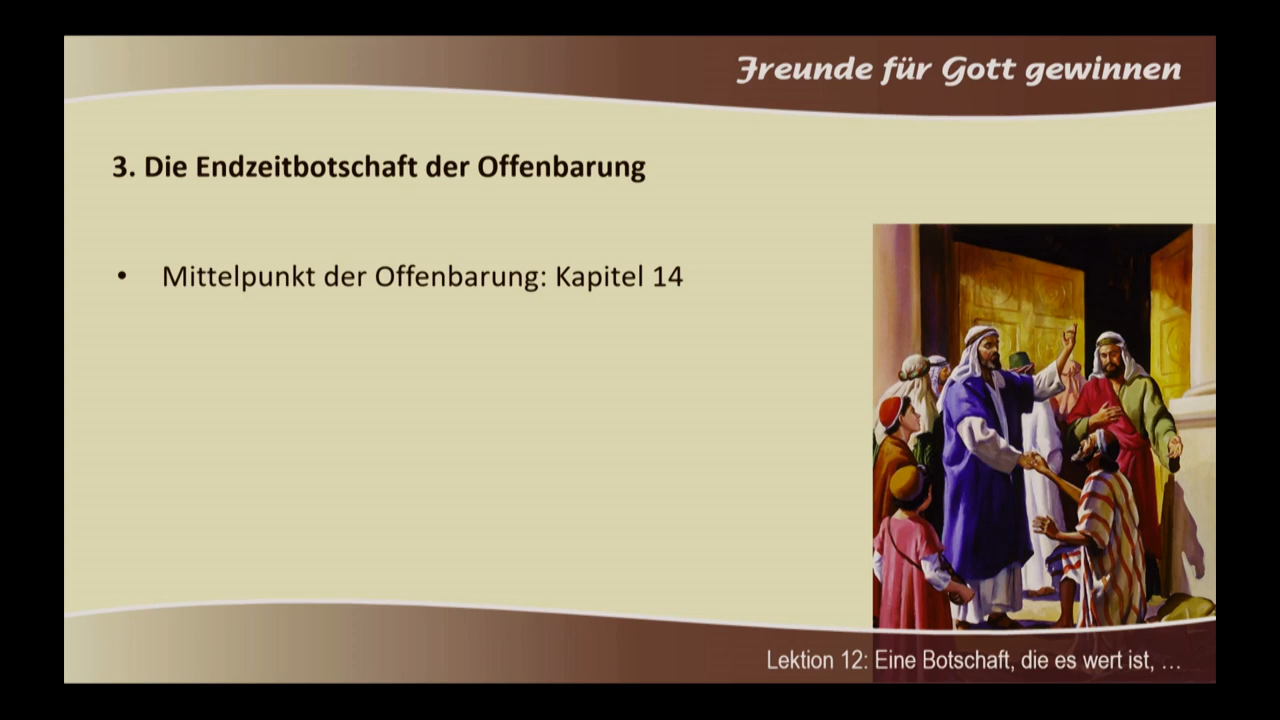 Freunde für Gott gewinnen
3. Die Endzeitbotschaft der Offenbarung
• Mittelpunkt der Offenbarung: Kapitel 14
Lektion 12: Eine Botschaft, die es wert ist, …